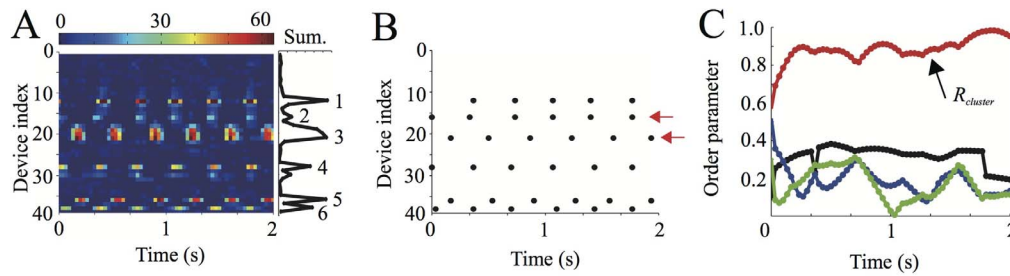 A
0 30 60
Sum.
0
10
20
30
40
Device index
1
2
3
4
5
6
0 1 2
Time (s)
B
0
10
20
30
40
Device index
0 1 2
Time (s)
C
1.0
0.8
0.6
0.4
0.2
Order parameter
R cluster
0 1 2
Time (s)